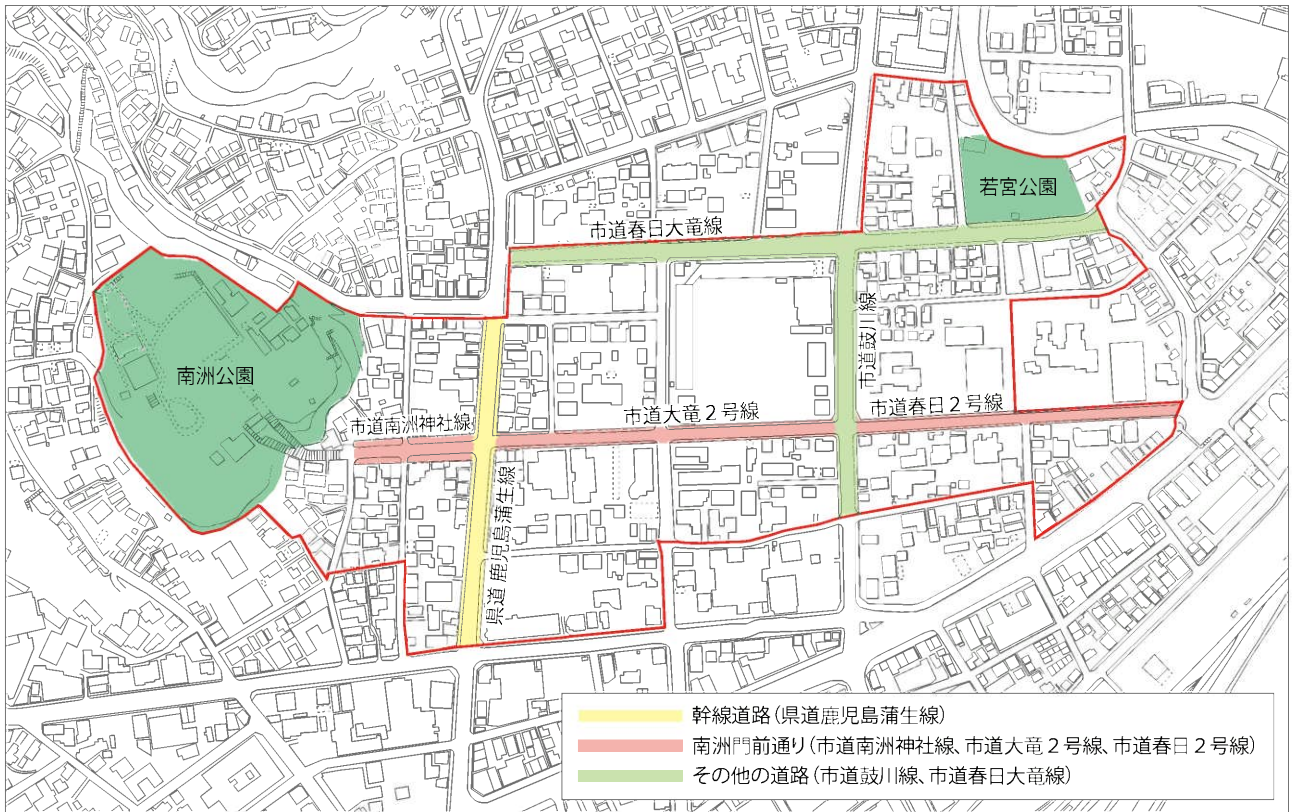 若宮公園
市道春日大竜線
市道鼓川線
南洲公園
市道南洲神社線
市道大竜２号線
市道春日２号線
県道鹿児島蒲生線
幹線道路（県道鹿児島蒲生線）
南洲門前通り（市道南洲神社線、市道大竜２号線、市道春日２号線）
その他の道路（市道鼓川線、市道春日大竜線）